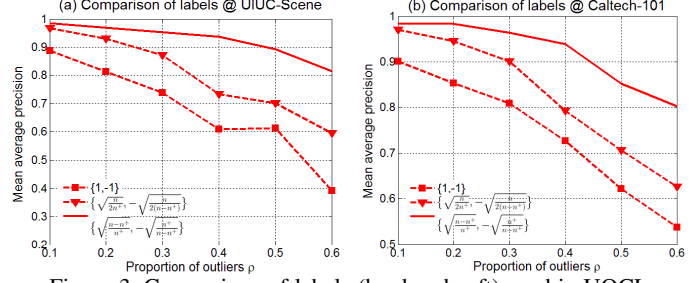 (a) Comparison of labels @ UIUC-Scene
1
0.9
0.8
0.7
0.6
0.5
0.4
0.3
0.2
Mean average precision
{1,-1}
{√(n/2n⁺), -√(n/2(n-n⁺))}
{√(n-n⁺/n⁺), -√(n⁺/n-n⁺)}
0.1 0.2 0.3 0.4 0.5 0.6
Proportion of outliers ρ
(b) Comparison of labels @ Caltech-101
1
0.9
0.8
0.7
0.6
0.5
Mean average precision
{1,-1}
{√(n/2n⁺), -√(n/2(n-n⁺))}
{√(n-n⁺/n⁺), -√(n⁺/n-n⁺)}
0.1 0.2 0.3 0.4 0.5 0.6
Proportion of outliers ρ